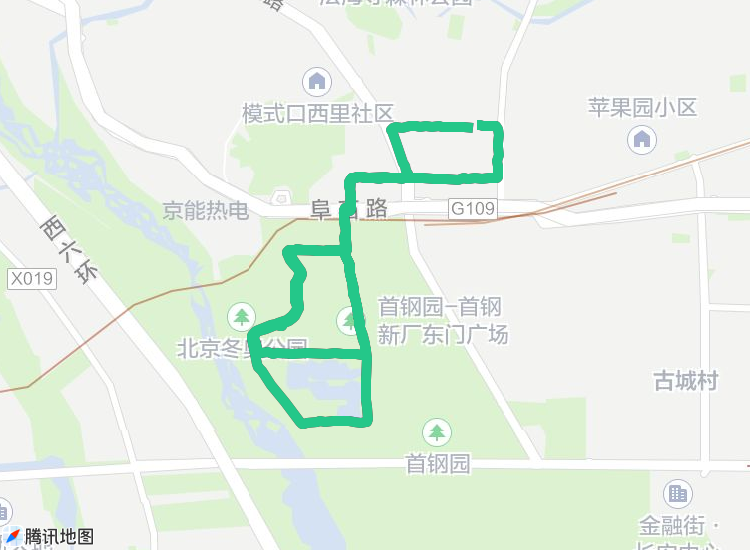 路
法海寺森林公园
模式口西里社区
苹果园小区
京能热电
阜石路
G109
西六环
X019
首钢园-首钢
新厂东门广场
北京冬奥公园
古城村
首钢园
金融街·
长安中心
腾讯地图